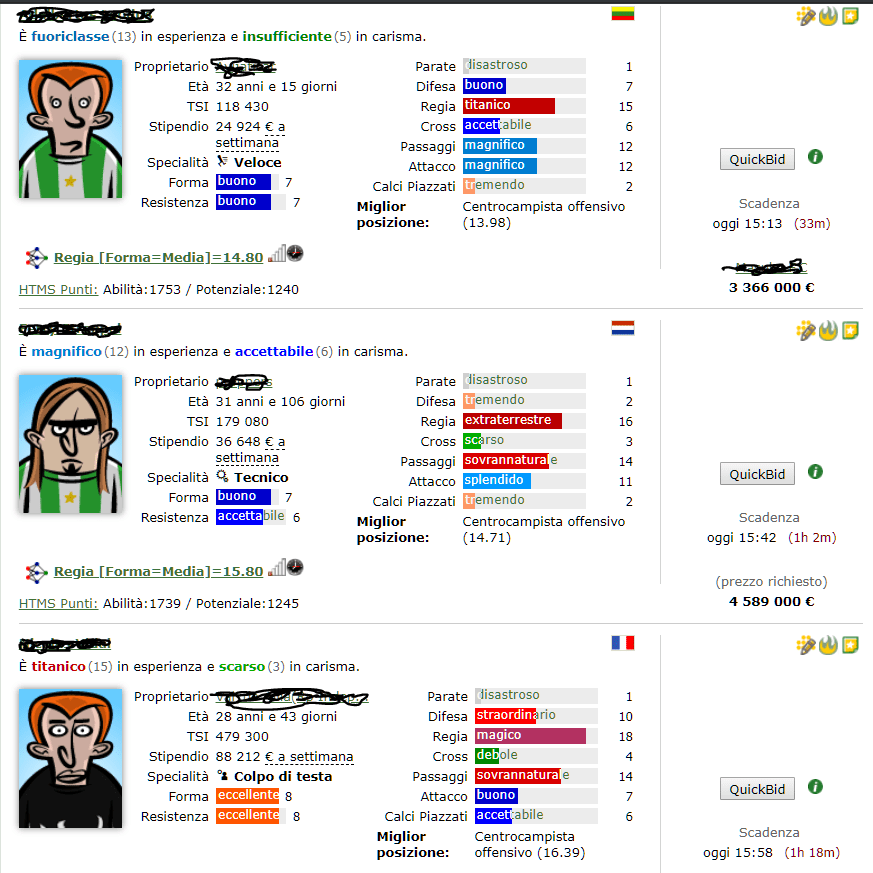 È fuoriclasse (13) in esperienza e insufficiente (5) in carisma.
Proprietario
Età 32 anni e 15 giorni
TSI 118 430
Stipendio 24 924 € a settimana
Specialità Veloce
Forma buono 7
Resistenza buono 7
Parate disastroso 1
Difesa buono 7
Regia titanico 15
Cross accettabile 6
Passaggi magnifico 12
Attacco magnifico 12
Calci Piazzati tremendo 2
Miglior posizione: Centrocampista offensivo (13.98)
QuickBid
Scadenza
oggi 15:13 (33m)
3 366 000 €
Regia [Forma=Media]=14.80
HTMS Punti: Abilità:1753 / Potenziale:1240
È magnifico (12) in esperienza e accettabile (6) in carisma.
Proprietario
Età 31 anni e 106 giorni
TSI 179 080
Stipendio 36 648 € a settimana
Specialità Tecnico
Forma buono 7
Resistenza accettabile 6
Parate disastroso 1
Difesa tremendo 2
Regia extraterrestre 16
Cross scarso 3
Passaggi sovrannaturale 14
Attacco splendido 11
Calci Piazzati tremendo 2
Miglior posizione: Centrocampista offensivo (14.71)
QuickBid
Scadenza
oggi 15:42 (1h 2m)
(prezzo richiesto)
4 589 000 €
Regia [Forma=Media]=15.80
HTMS Punti: Abilità:1739 / Potenziale:1245
È titanico (15) in esperienza e scarso (3) in carisma.
Proprietario
Età 28 anni e 43 giorni
TSI 479 300
Stipendio 88 212 € a settimana
Specialità Colpo di testa
Forma eccellente 8
Resistenza eccellente 8
Parate disastroso 1
Difesa straordinario 10
Regia magico 18
Cross debole 4
Passaggi sovrannaturale 14
Attacco buono 7
Calci Piazzati accettabile 6
Miglior posizione: Centrocampista offensivo (16.39)
QuickBid
Scadenza
oggi 15:58 (1h 18m)